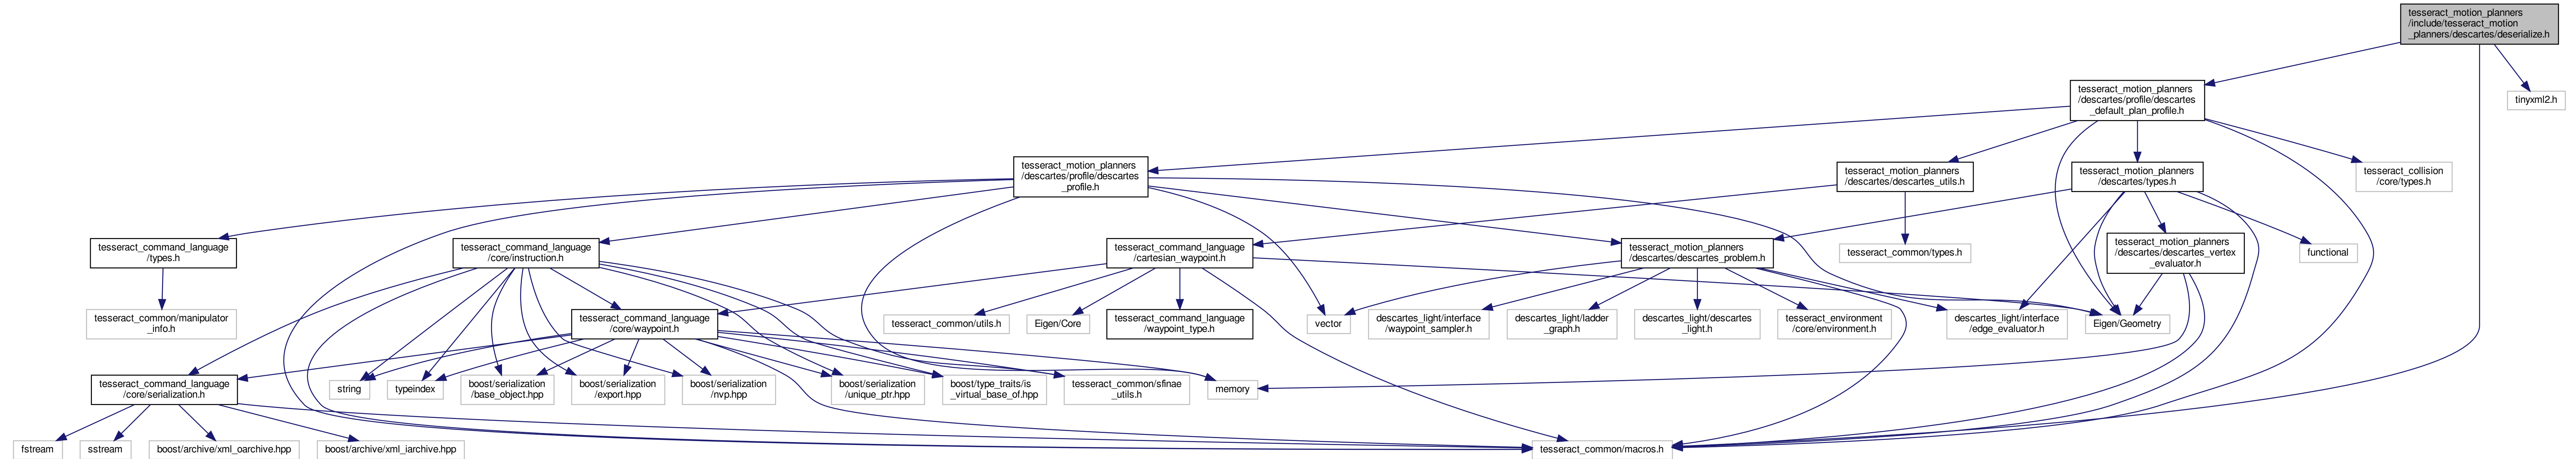 tesseract_motion_planners
/include/tesseract_motion
_planners/descartes/deserialize.h
tesseract_motion_planners
/descartes/profile/descartes
_default_plan_profile.h
tinyxml2.h
tesseract_motion_planners
/descartes/profile/descartes
_profile.h
tesseract_motion_planners
/descartes/descartes_utils.h
tesseract_motion_planners
/descartes/types.h
tesseract_collision
/core/types.h
tesseract_command_language
/types.h
tesseract_command_language
/core/instruction.h
tesseract_command_language
/cartesian_waypoint.h
tesseract_motion_planners
/descartes/descartes_problem.h
tesseract_common/types.h
tesseract_motion_planners
/descartes/descartes_vertex
_evaluator.h
functional
tesseract_common/manipulator
_info.h
tesseract_command_language
/core/waypoint.h
tesseract_common/utils.h
Eigen/Core
tesseract_command_language
/waypoint_type.h
vector
descartes_light/interface
/waypoint_sampler.h
descartes_light/ladder
_graph.h
descartes_light/descartes
_light.h
tesseract_environment
/core/environment.h
descartes_light/interface
/edge_evaluator.h
Eigen/Geometry
tesseract_command_language
/core/serialization.h
string
typeindex
boost/serialization
/base_object.hpp
boost/serialization
/export.hpp
boost/serialization
/nvp.hpp
boost/serialization
/unique_ptr.hpp
boost/type_traits/is
_virtual_base_of.hpp
tesseract_common/sfinae
_utils.h
memory
fstream
sstream
boost/archive/xml_oarchive.hpp
boost/archive/xml_iarchive.hpp
tesseract_common/macros.h